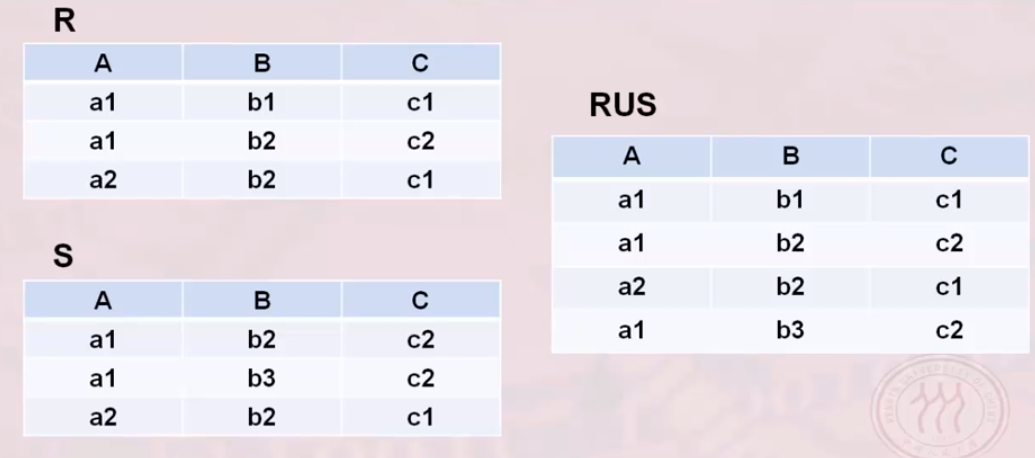 R
A B C
a1 b1 c1
a1 b2 c2
a2 b2 c1
S
A B C
a1 b2 c2
a1 b3 c2
a2 b2 c1
RUS
A B C
a1 b1 c1
a1 b2 c2
a2 b2 c1
a1 b3 c2